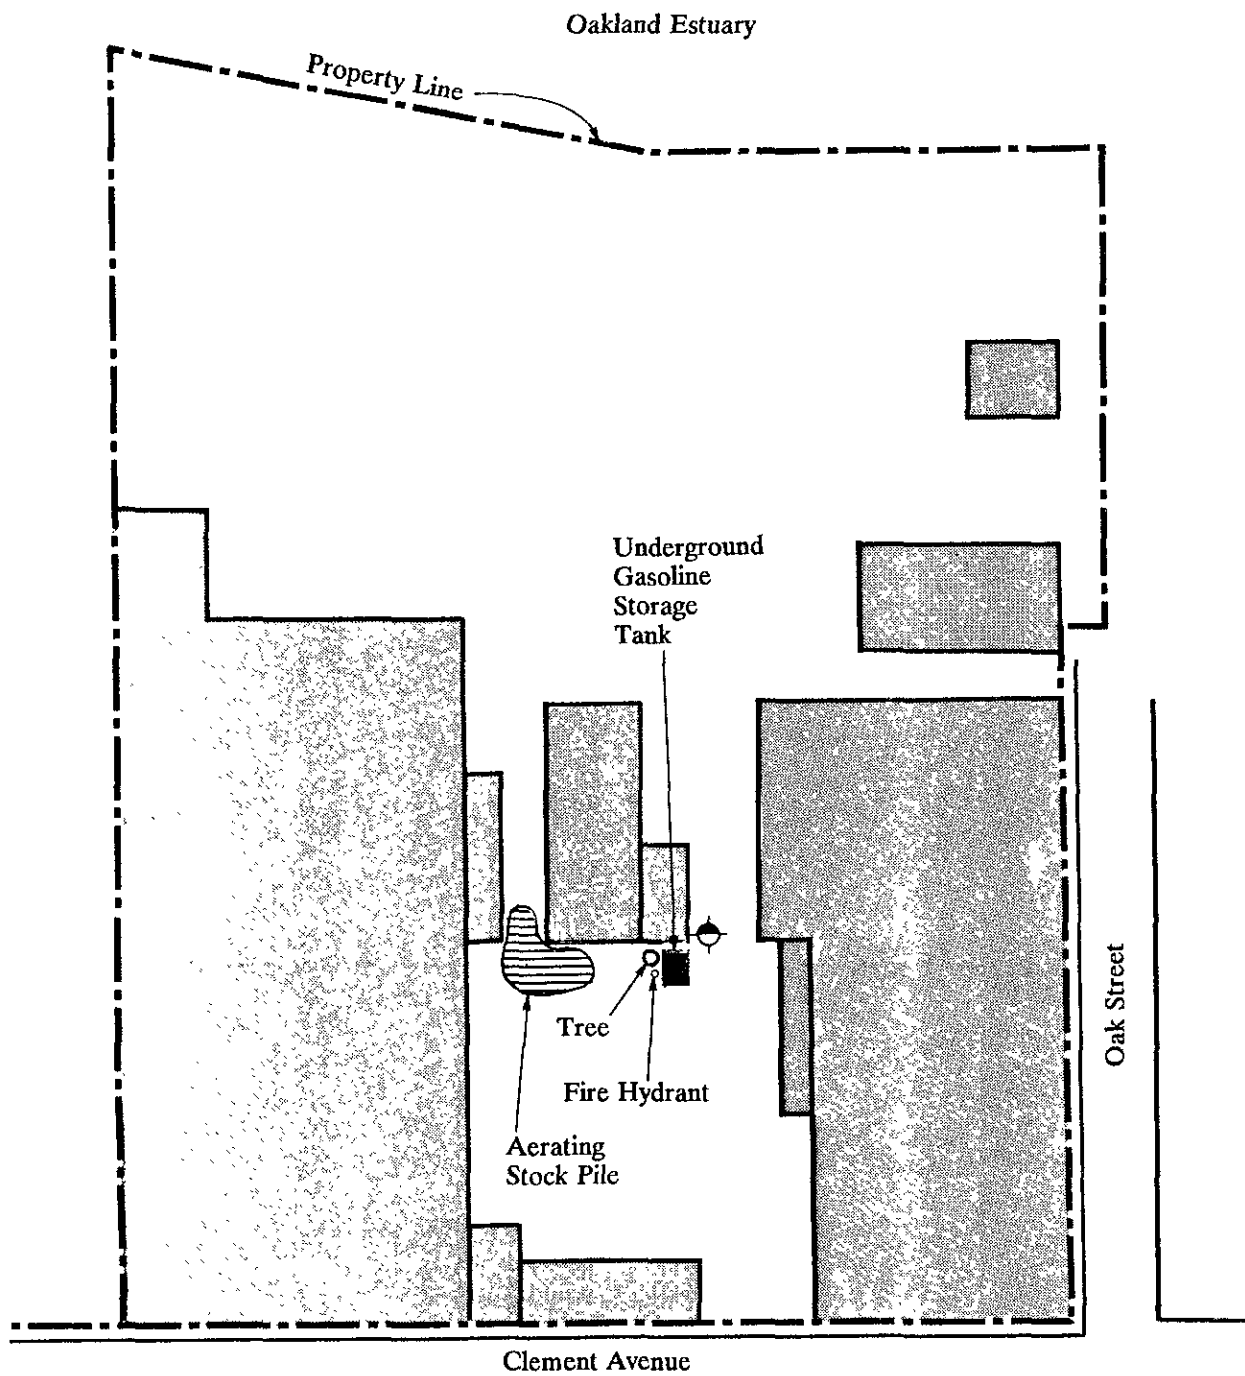 Oakland Estuary
Property Line
Underground
Gasoline
Storage
Tank
Tree
Fire Hydrant
Aerating
Stock Pile
Oak Street
Clement Avenue